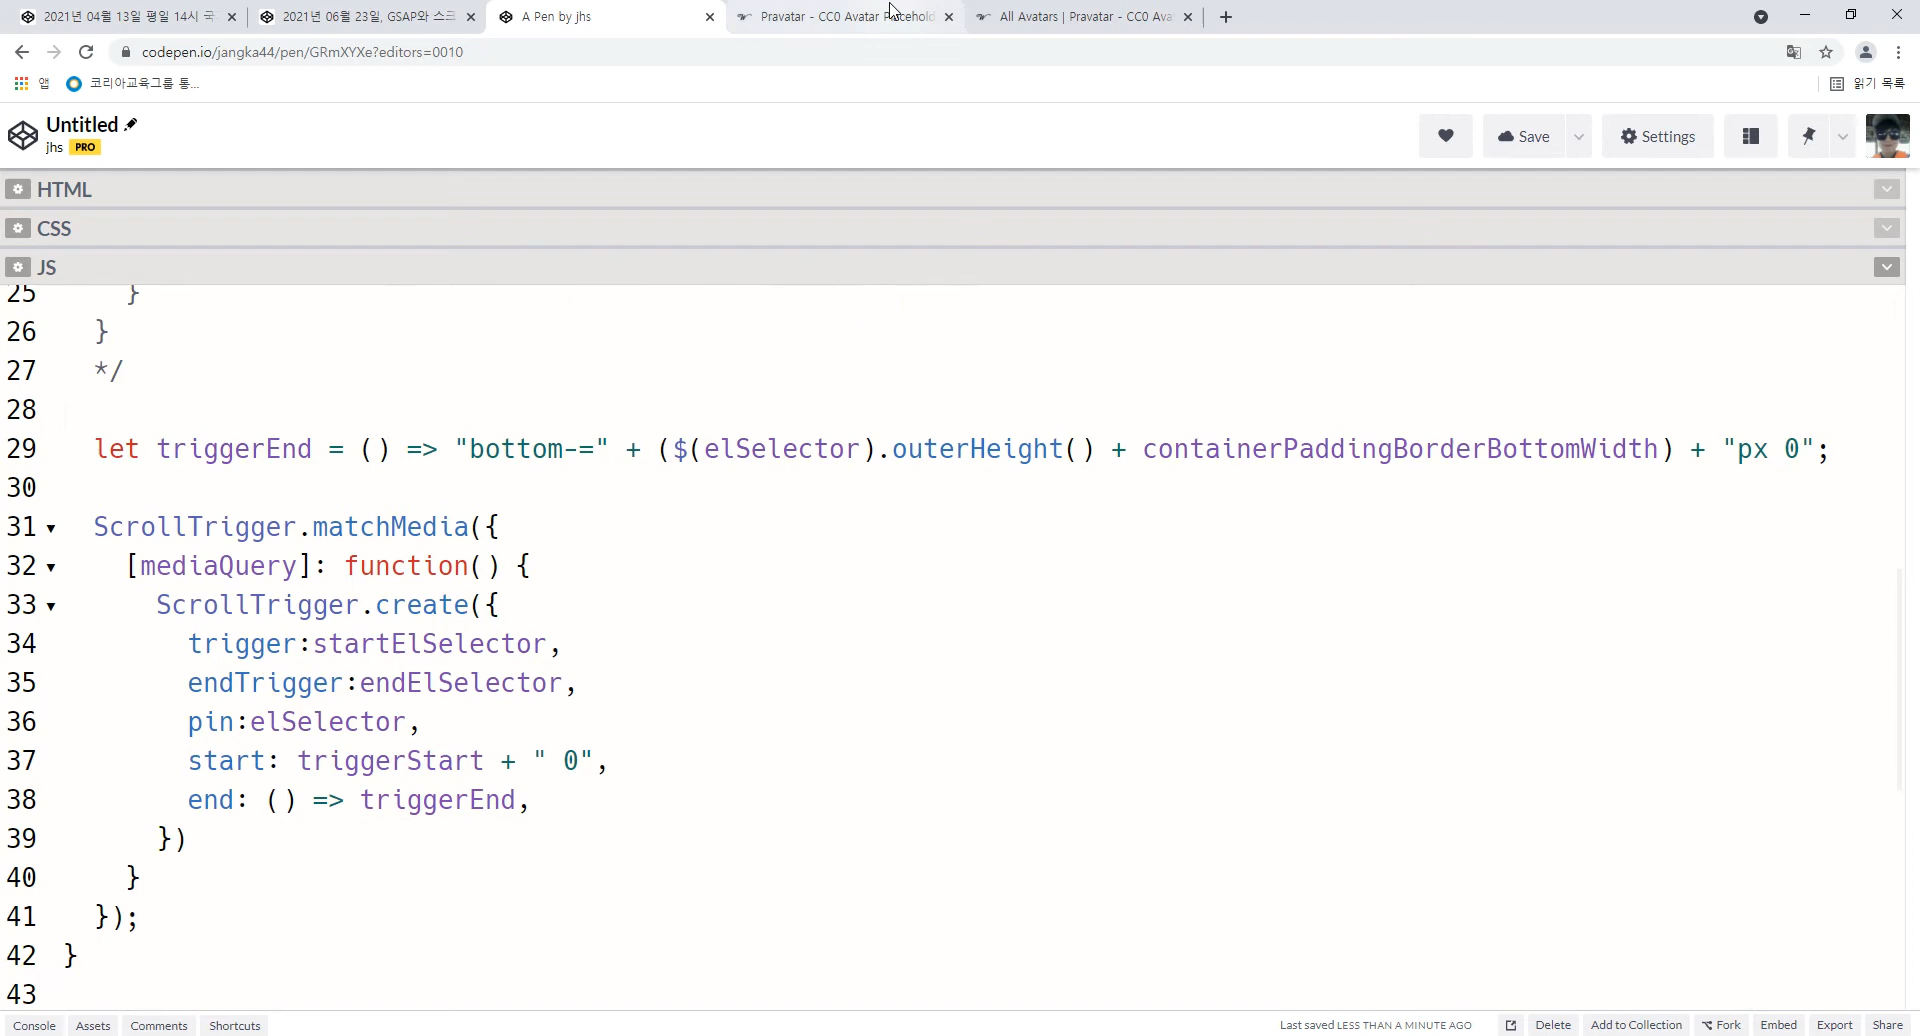 2021년 04월 13일 평일 14시 국
2021년 06월 23일, GSAP와 스크
A Pen by jhs
Pravatar - CC0 Avatar
All Avatars | Pravatar - CC0 Ava
codepen.io/jangka44/pen/GRmXYXe?editors=0010
앱
코리아교육그룹 통...
읽기 목록
Untitled
jhs PRO
Save
Settings
HTML
CSS
JS
25 }
26 }
27 */
28
29 let triggerEnd = () => "bottom-=" + ($(elSelector).outerHeight() + containerPaddingBorderBottomWidth) + "px 0";
30
31 ScrollTrigger.matchMedia({
32 [mediaQuery]: function() {
33 ScrollTrigger.create({
34 trigger:startElSelector,
35 endTrigger:endElSelector,
36 pin:elSelector,
37 start: triggerStart + " 0",
38 end: () => triggerEnd,
39 })
40 }
41 });
42 }
43
Console Assets Comments Shortcuts Last saved LESS THAN A MINUTE AGO Delete Add to Collection Fork Embed Export Share